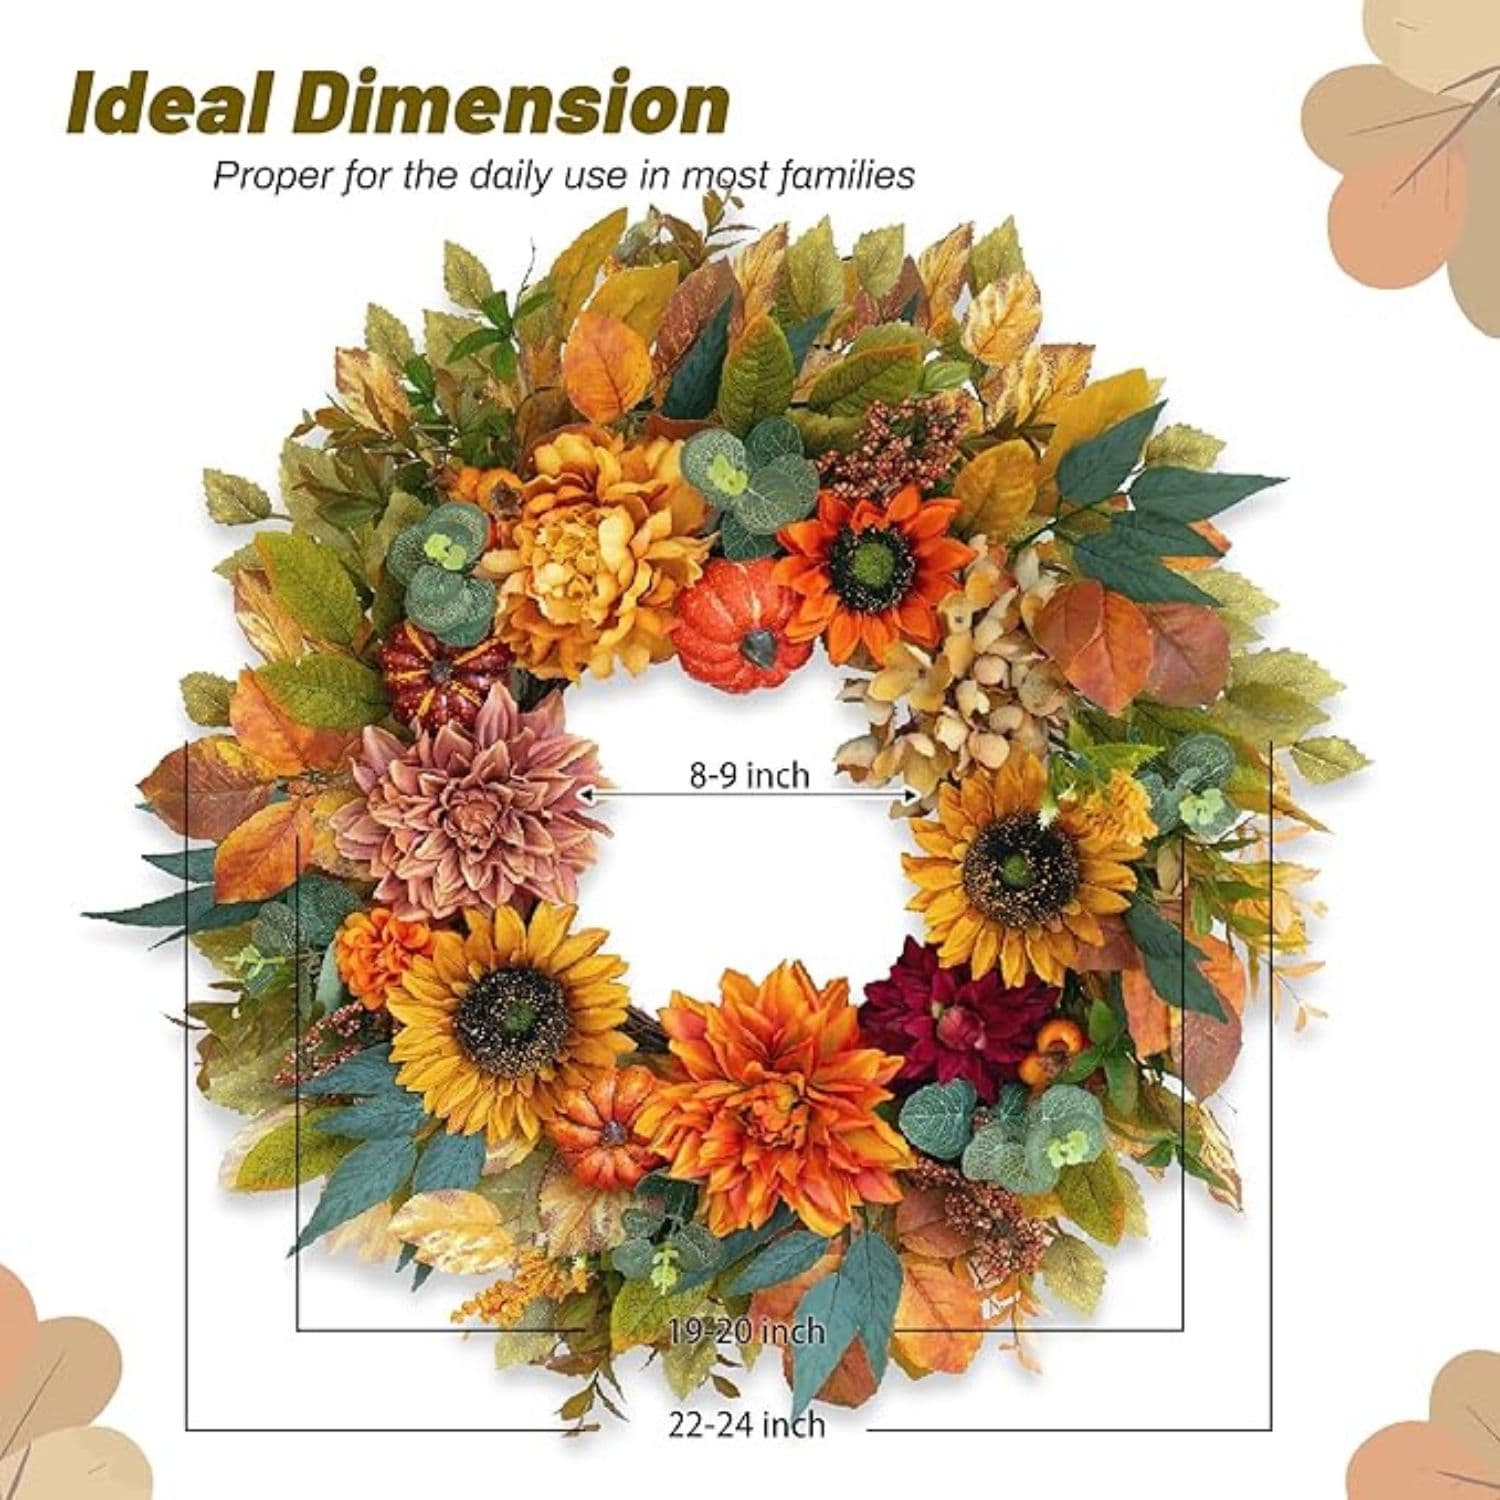 Ideal Dimension
Proper for the daily use in most families
8-9 inch
19-20 inch
22-24 inch